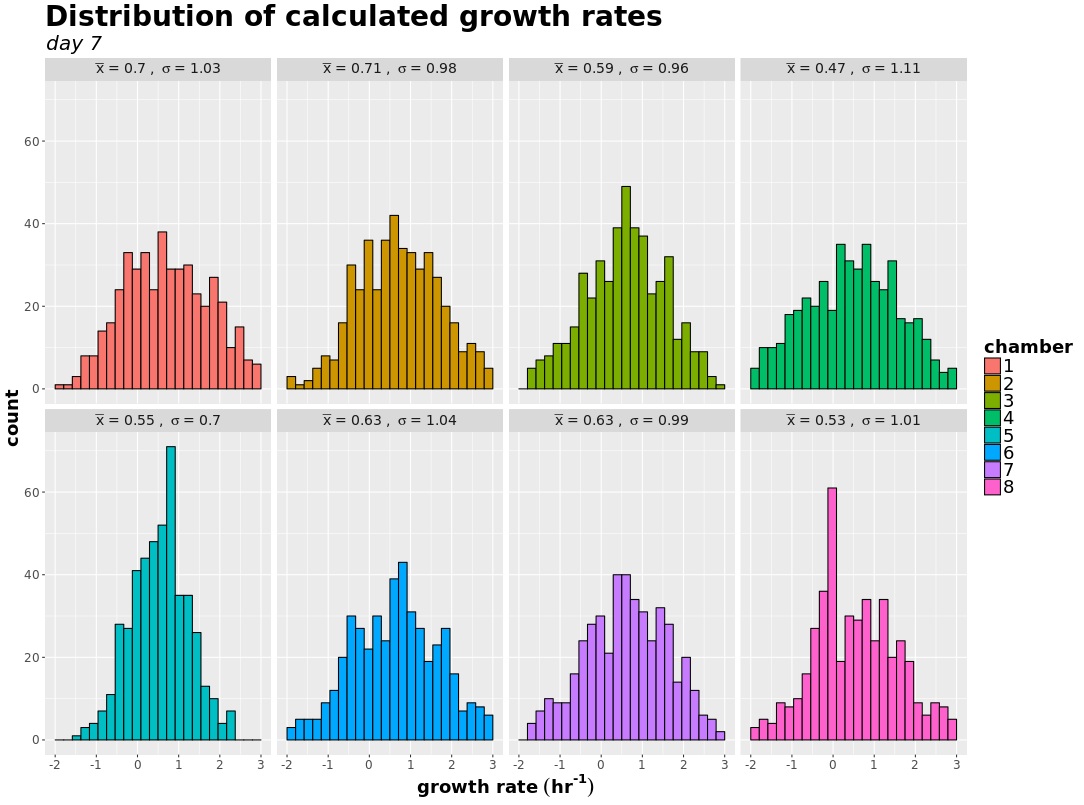 Distribution of calculated growth rates
day 7
x̅ = 0.7 , σ = 1.03
x̅ = 0.71 , σ = 0.98
x̅ = 0.59 , σ = 0.96
x̅ = 0.47 , σ = 1.11
60
40
20
0
x̅ = 0.55 , σ = 0.7
x̅ = 0.63 , σ = 1.04
x̅ = 0.63 , σ = 0.99
x̅ = 0.53 , σ = 1.01
60
40
20
0
-2 -1 0 1 2 3
-2 -1 0 1 2 3
-2 -1 0 1 2 3
-2 -1 0 1 2 3
count
growth rate (hr⁻¹)
chamber
1
2
3
4
5
6
7
8